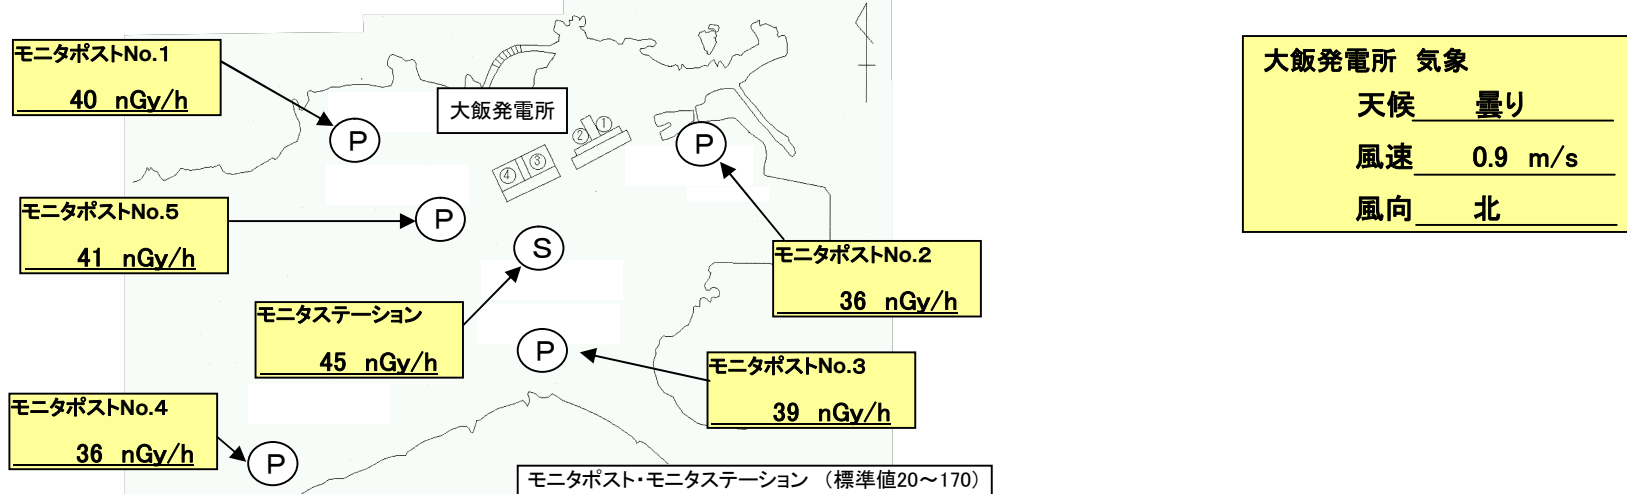 モニタポストNo.1
40 nGy/h
大飯発電所
P
① ②
③ ④
P
大飯発電所 気象
天候 曇り
風速 0.9 m/s
風向 北
モニタポストNo.5
41 nGy/h
P
S
モニタポストNo.2
36 nGy/h
モニタステーション
45 nGy/h
P
モニタポストNo.3
39 nGy/h
モニタポストNo.4
36 nGy/h
P
モニタポスト・モニタステーション (標準値20~170)